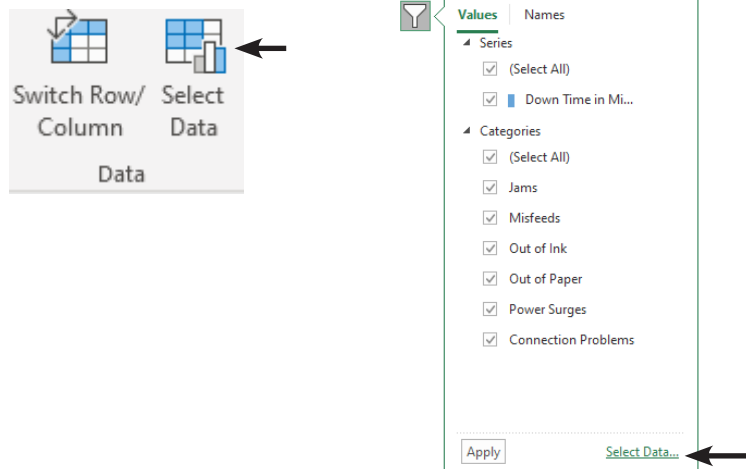 Switch Row/ Select
Column Data
Data
Values Names
Series
(Select All)
Down Time in Mi...
Categories
(Select All)
Jams
Misfeeds
Out of Ink
Out of Paper
Power Surges
Connection Problems
Apply Select Data...